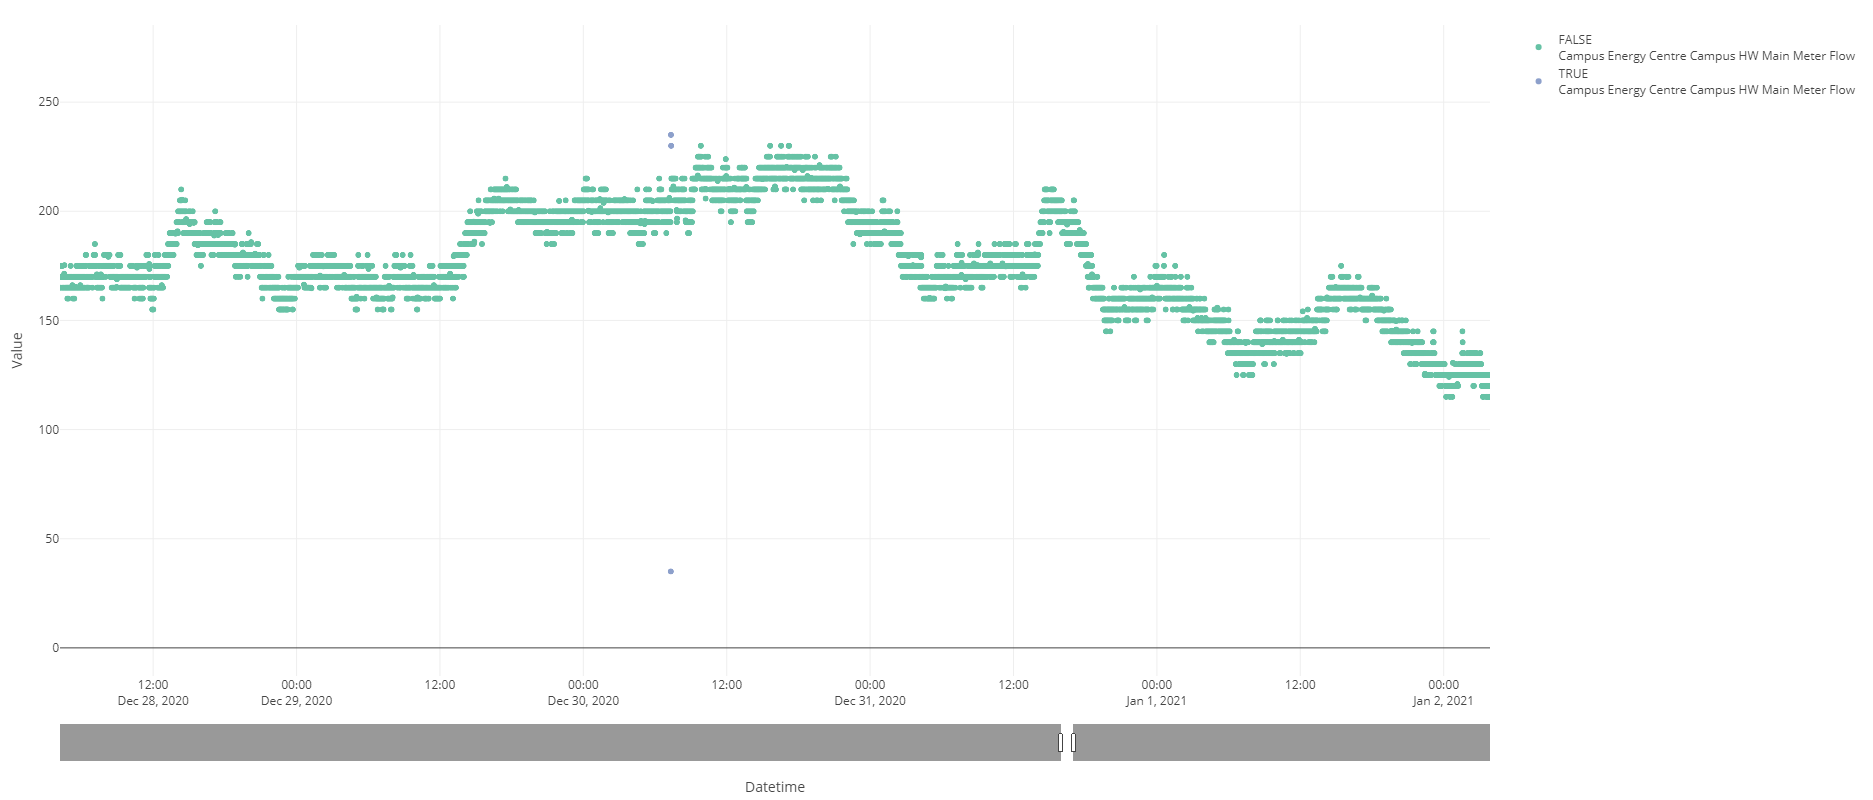 FALSE
Campus Energy Centre Campus HW Main Meter Flow
TRUE
Campus Energy Centre Campus HW Main Meter Flow
250
200
150
100
50
0
Value
12:00 00:00 12:00 00:00 12:00 00:00 12:00 00:00 12:00 00:00
Dec 28, 2020 Dec 29, 2020 Dec 30, 2020 Dec 31, 2020 Jan 1, 2021 Jan 2, 2021
Datetime